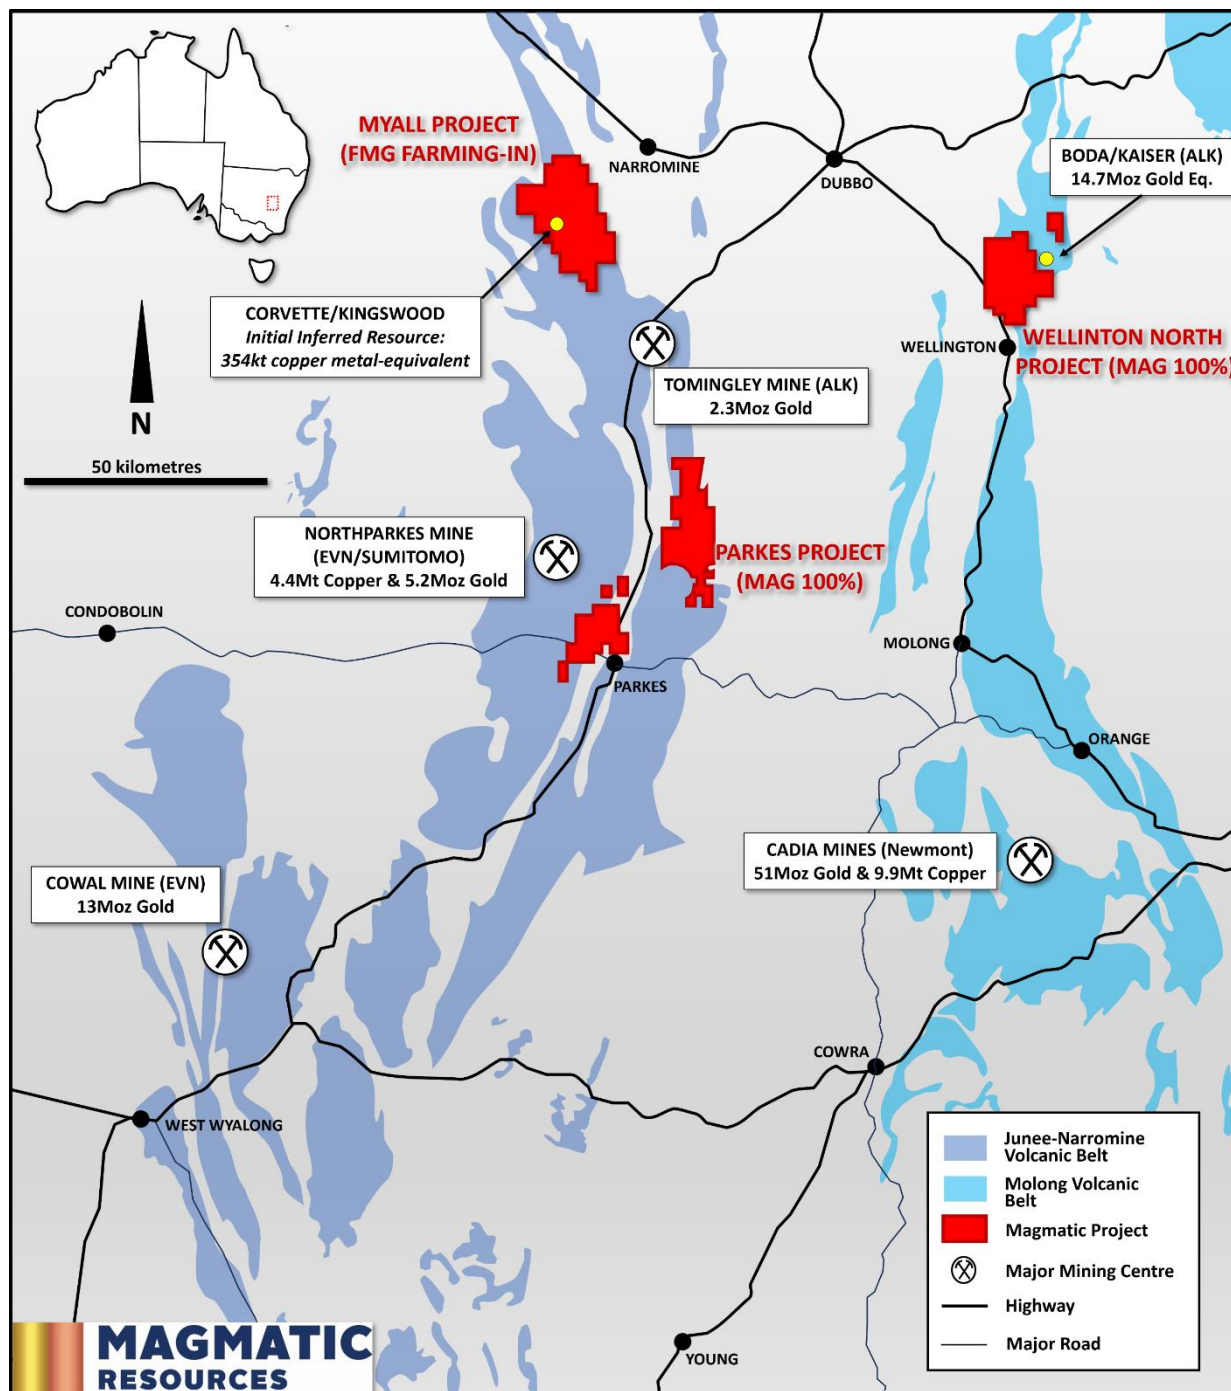 MYALL PROJECT
(FMG FARMING-IN)
NARROMINE
DUBBO
BODA/KAISER (ALK)
14.7Moz Gold Eq.
CORVETTE/KINGSWOOD
Initial Inferred Resource:
354kt copper metal-equivalent
N
50 kilometres
WELLINGTON
WELLINTON NORTH
PROJECT (MAG 100%)
TOMINGLEY MINE (ALK)
2.3Moz Gold
NORTHPARKES MINE
(EVN/SUMITOMO)
4.4Mt Copper & 5.2Moz Gold
PARKES PROJECT
(MAG 100%)
CONDOBOLIN
MOLONG
PARKES
ORANGE
CADIA MINES (Newmont)
51Moz Gold & 9.9Mt Copper
COWAL MINE (EVN)
13Moz Gold
COWRA
WEST WYALONG
YOUNG
Junee-Narromine
Volcanic Belt
Molong Volcanic
Belt
Magmatic Project
Major Mining Centre
Highway
Major Road
MAGMATIC
RESOURCES